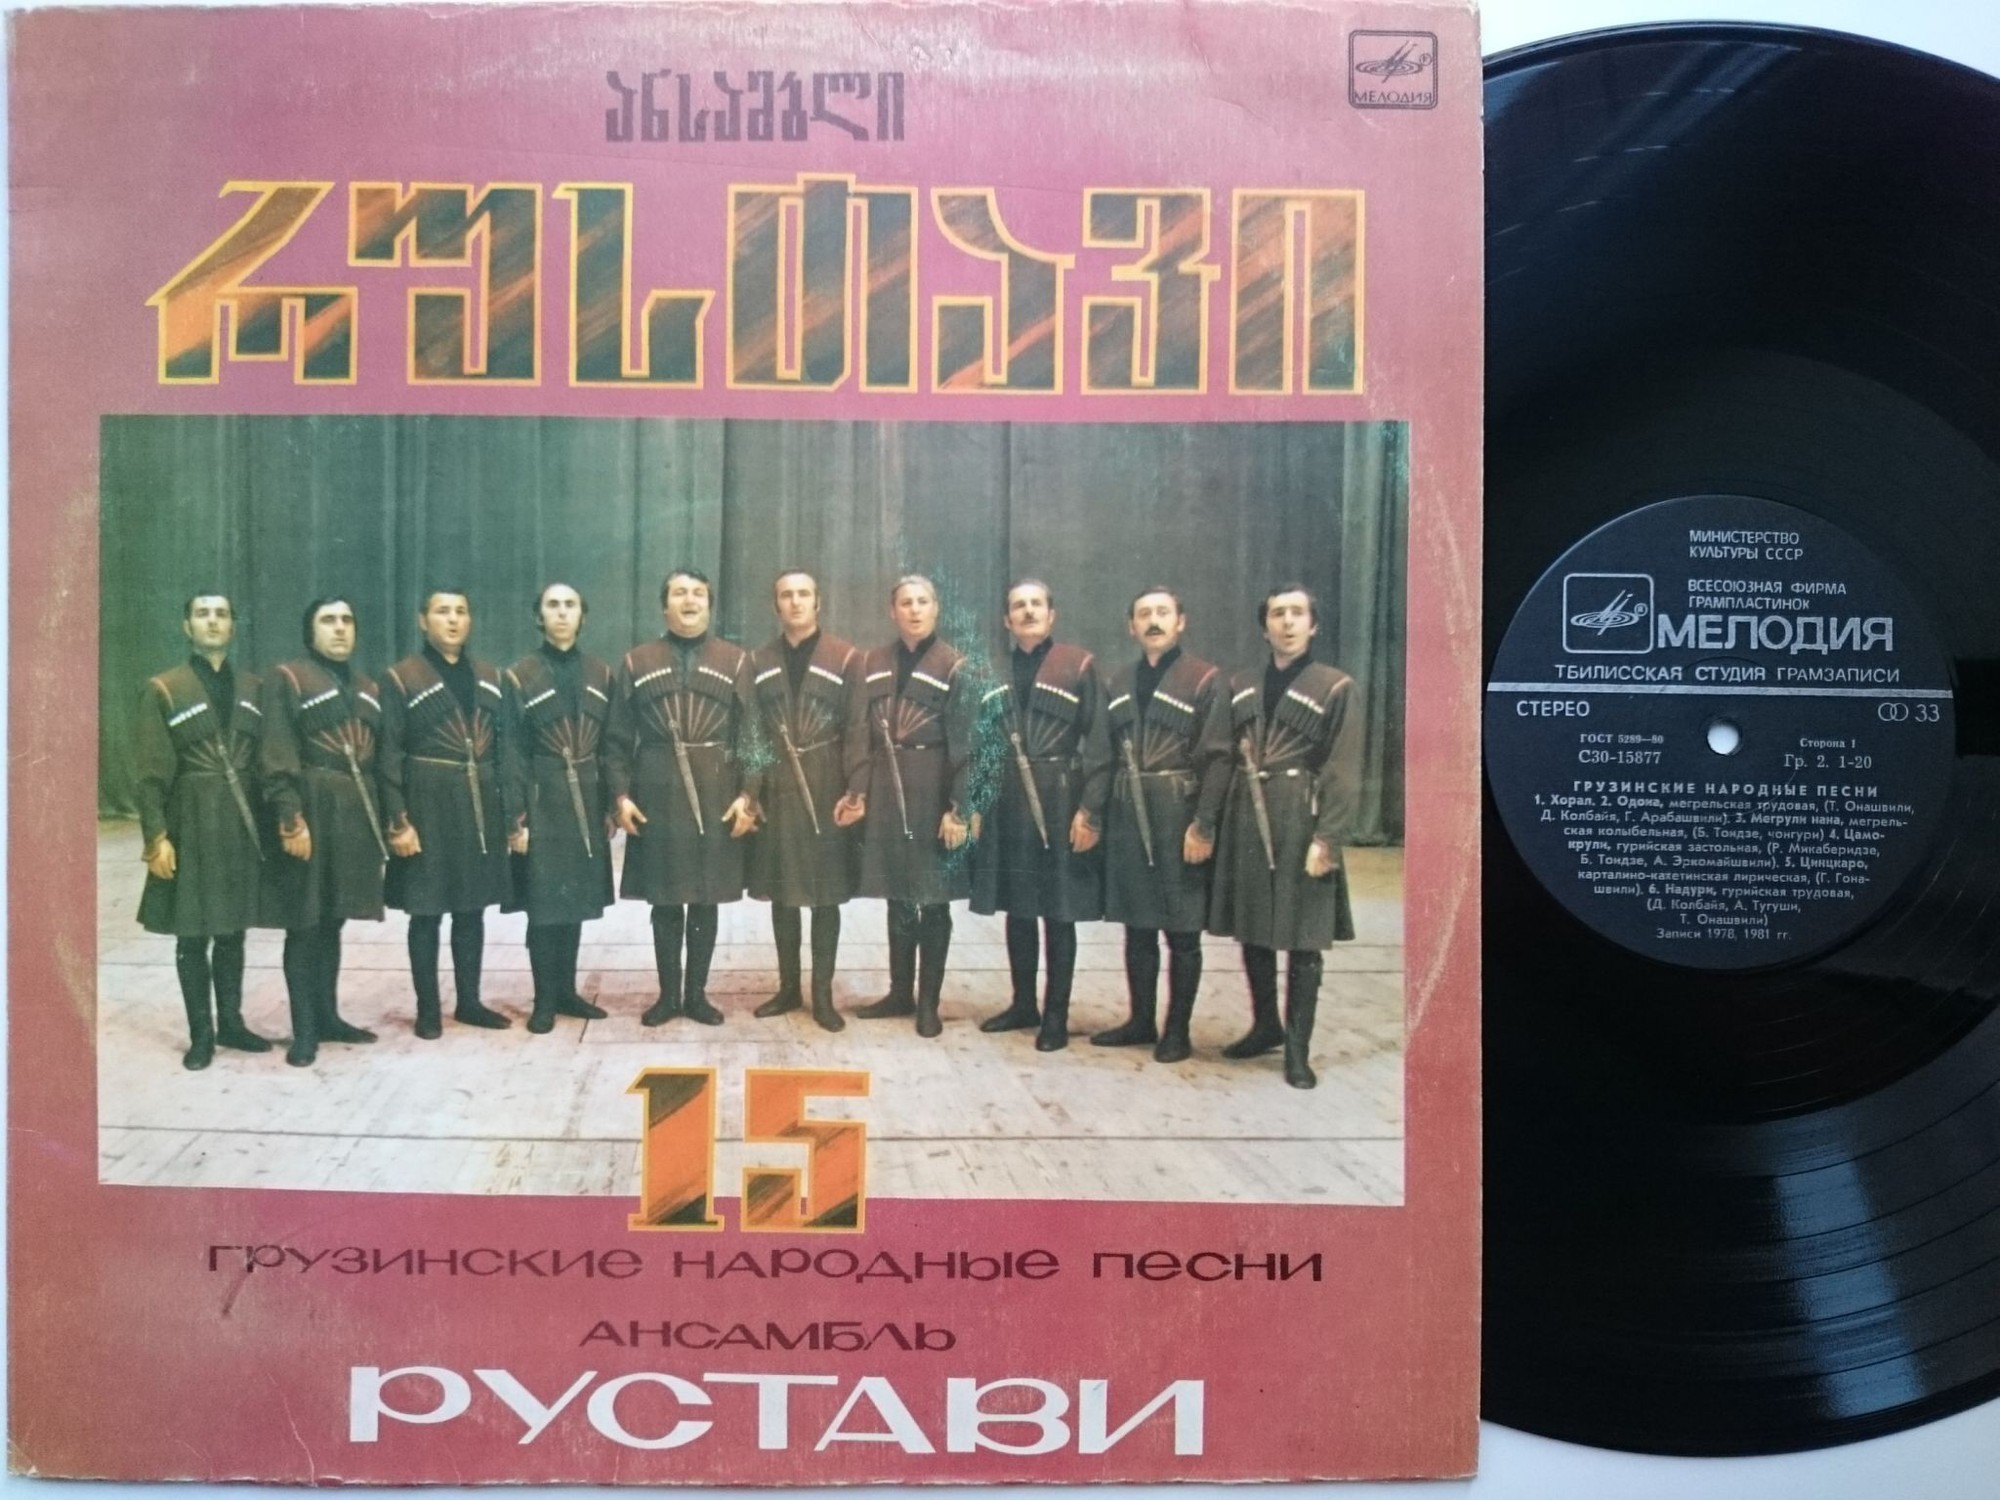 ანსამბლი
МЕЛОДИЯ
რუსთავი
15
ГРУЗИНСКИЕ НАРОДНЫЕ ПЕСНИ
АНСАМБЛЬ
РУСТАВИ
МИНИСТЕРСТВО
КУЛЬТУРЫ СССР
ВСЕСОЮЗНАЯ ФИРМА
ГРАМПЛАСТИНОК
МЕЛОДИЯ
ТБИЛИССКАЯ СТУДИЯ ГРАМЗАПИСИ
СТЕРЕО
33
ГОСТ 5289—80
С30-15877
Сторона 1
Гр. 2. 1-20
ГРУЗИНСКИЕ НАРОДНЫЕ ПЕСНИ
1. Хорал. 2. Одоиа, мегрельская трудовая, (Т. Онашвили,
Д. Колбайя, Г. Арабашвили). 3. Мегрули нана, мегрель-
ская колыбельная, (Б. Тоидзе, чонгури) 4. Цамо-
крули, гурийская застольная, (Р. Микаберидзе,
Б. Тоидзе, А. Эркомайшвили). 5. Цинцкаро,
карталино-кахетинская лирическая, (Г. Гона-
швили). 6. Надури, гурийская трудовая,
(Д. Колбайя, А. Тугуши,
Т. Онашвили)
Записи 1978, 1981 гг.